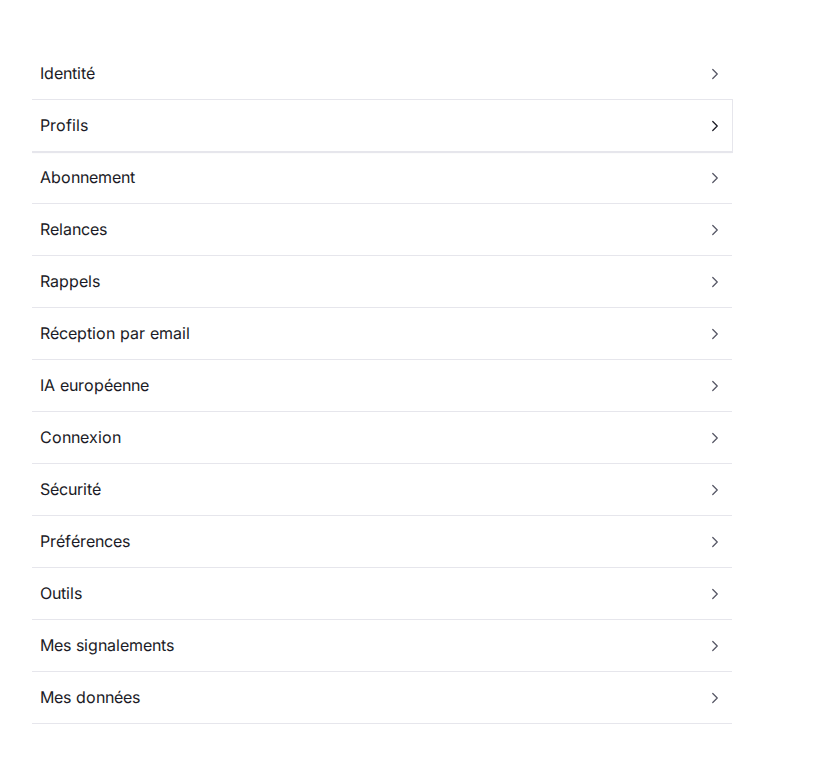 Identité
Profils
Abonnement
Relances
Rappels
Réception par email
IA européenne
Connexion
Sécurité
Préférences
Outils
Mes signalements
Mes données